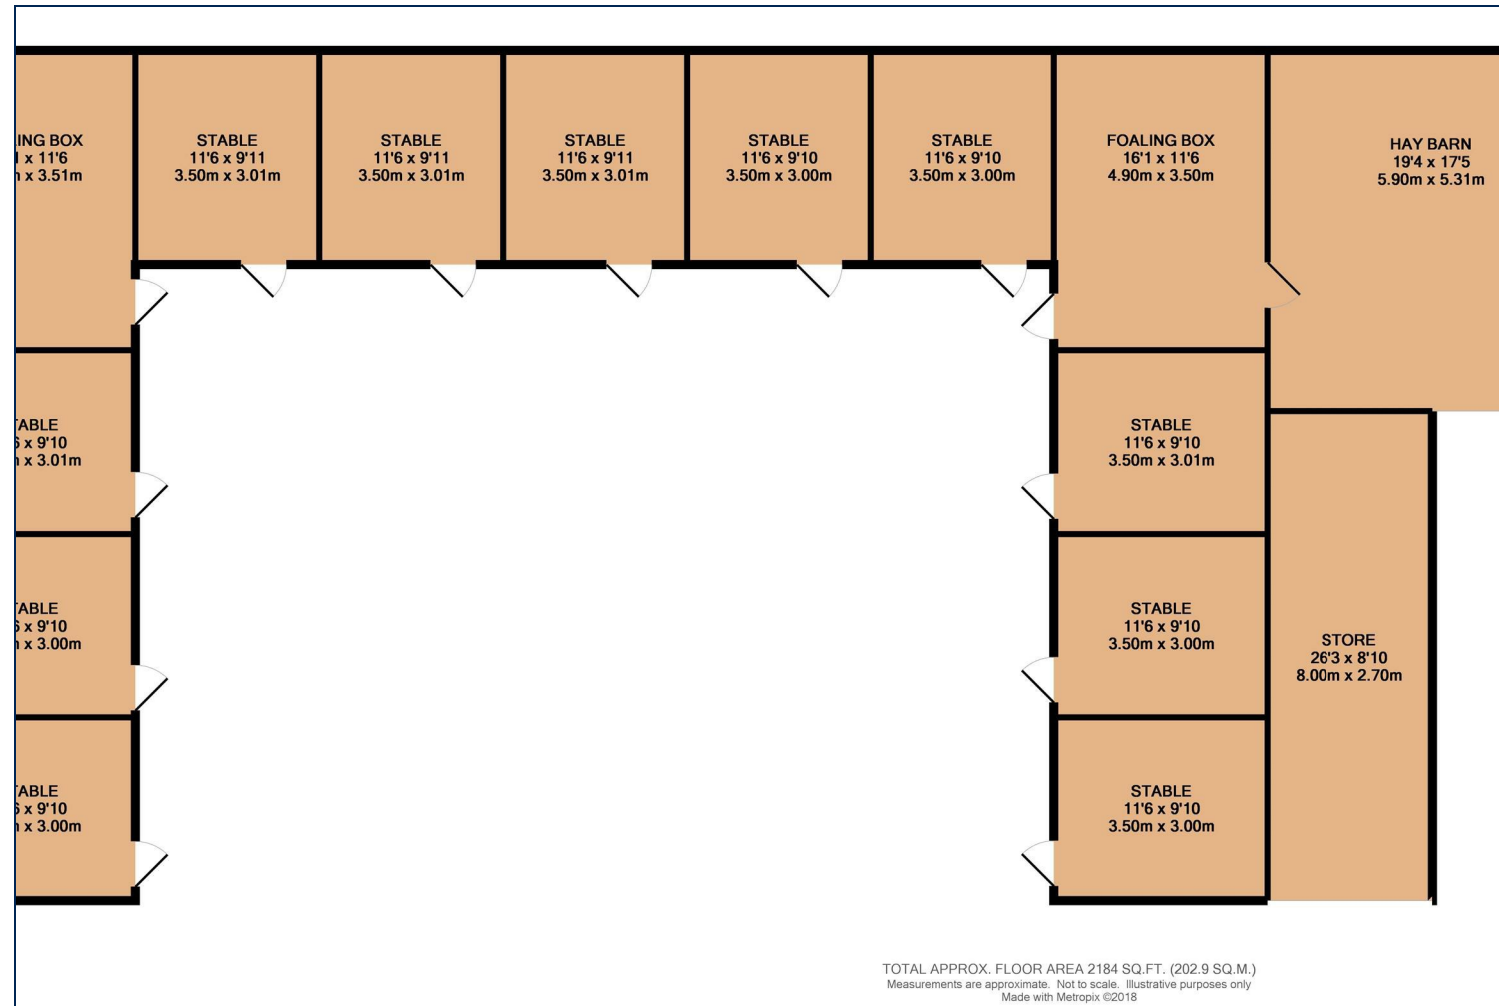 ING BOX
x 11'6
x 3.51m
STABLE
11'6 x 9'11
3.50m x 3.01m
STABLE
11'6 x 9'11
3.50m x 3.01m
STABLE
11'6 x 9'11
3.50m x 3.01m
STABLE
11'6 x 9'10
3.50m x 3.00m
STABLE
11'6 x 9'10
3.50m x 3.00m
FOALING BOX
16'1 x 11'6
4.90m x 3.50m
HAY BARN
19'4 x 17'5
5.90m x 5.31m
TABLE
x 9'10
x 3.01m
STABLE
11'6 x 9'10
3.50m x 3.01m
TABLE
x 9'10
x 3.00m
STABLE
11'6 x 9'10
3.50m x 3.00m
STORE
26'3 x 8'10
8.00m x 2.70m
TABLE
x 9'10
x 3.00m
STABLE
11'6 x 9'10
3.50m x 3.00m
TOTAL APPROX. FLOOR AREA 2184 SQ.FT. (202.9 SQ.M.)
Measurements are approximate. Not to scale. Illustrative purposes only
Made with Metropix ©2018